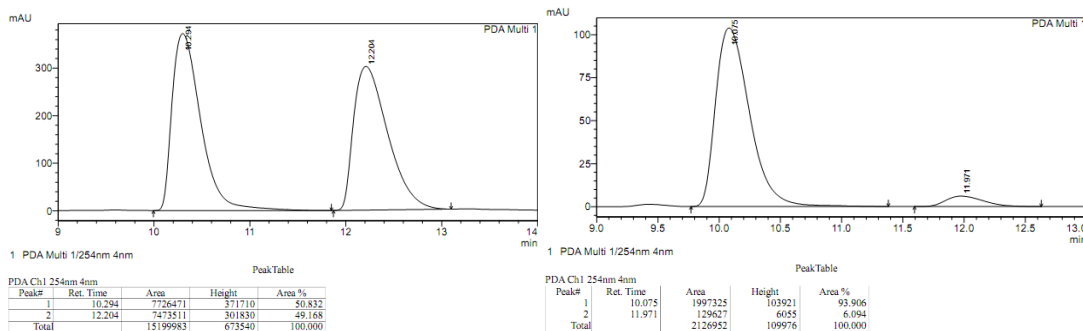 mAU
PDA Multi 1
10.294
12.204
300
200
100
0
9
10
11
12
13
14
min
1 PDA Multi 1/254nm 4nm
PeakTable
PDA Ch1 254nm 4nm
Peak# Ret. Time Area Height Area %
1 10.294 7726471 371710 50.832
2 12.204 7473511 301830 49.168
Total 15199983 673540 100.000
mAU
PDA Multi 1
10.075
11.971
100
75
50
25
0
9.0
9.5
10.0
10.5
11.0
11.5
12.0
12.5
13.0
min
1 PDA Multi 1/254nm 4nm
PeakTable
PDA Ch1 254nm 4nm
Peak# Ret. Time Area Height Area %
1 10.075 1997325 103921 93.906
2 11.971 129627 6055 6.094
Total 2126952 109976 100.000